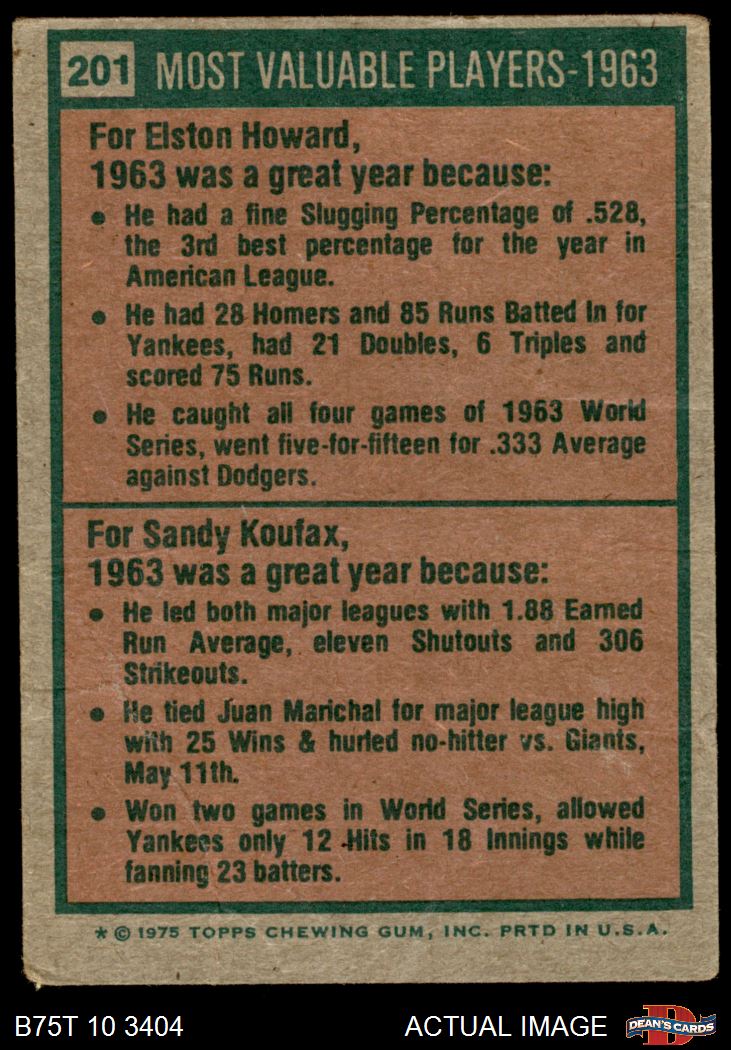 201 MOST VALUABLE PLAYERS-1963
For Elston Howard,
1963 was a great year because:
● He had a fine Slugging Percentage of .528,
the 3rd best percentage for the year in
American League.
● He had 28 Homers and 85 Runs Batted In for
Yankees, had 21 Doubles, 6 Triples and
scored 75 Runs.
● He caught all four games of 1963 World
Series, went five-for-fifteen for .333 Average
against Dodgers.
For Sandy Koufax,
1963 was a great year because:
● He led both major leagues with 1.88 Earned
Run Average, eleven Shutouts and 306
Strikeouts.
● He tied Juan Marichal for major league high
with 25 Wins & hurled no-hitter vs. Giants,
May 11th.
● Won two games in World Series, allowed
Yankees only 12 Hits in 18 Innings while
fanning 23 batters.
* © 1975 TOPPS CHEWING GUM, INC. PRTD IN U.S.A.
B75T 10 3404 ACTUAL IMAGE D DEAN'S CARDS